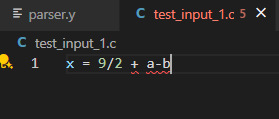 parser.y
C test_input_1.c 5
C test_input_1.c
1 x = 9/2 + a-b